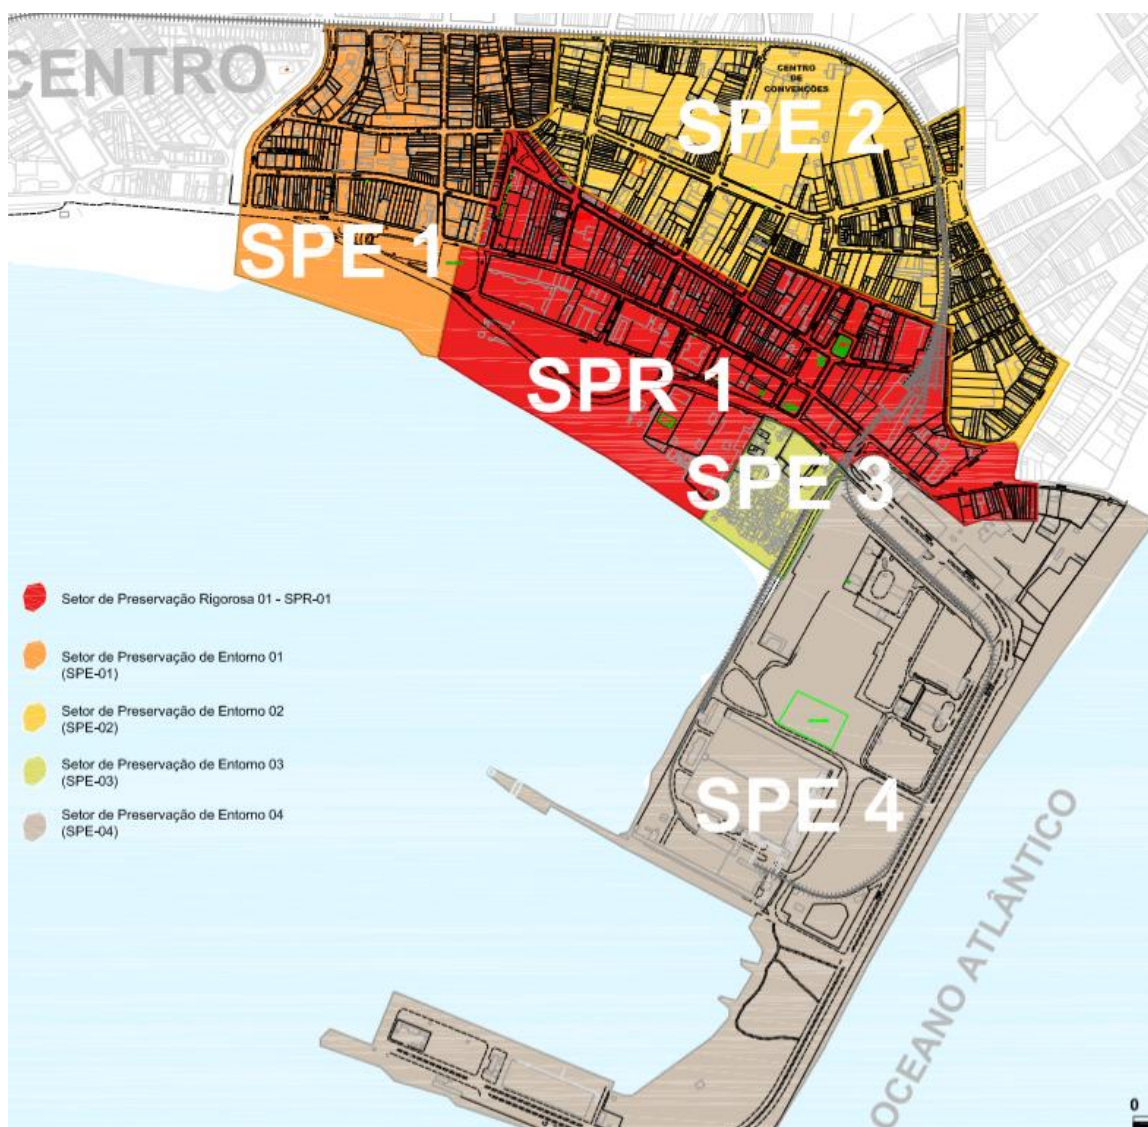 CENTRO
CENTRO
DE
CONVENÇÕES
SPE 2
SPE 1
SPR 1
SPE 3
Setor de Preservação Rigorosa 01 - SPR-01
Setor de Preservação de Entorno 01
(SPE-01)
Setor de Preservação de Entorno 02
(SPE-02)
Setor de Preservação de Entorno 03
(SPE-03)
Setor de Preservação de Entorno 04
(SPE-04)
SPE 4
OCEANO ATLÂNTICO
0